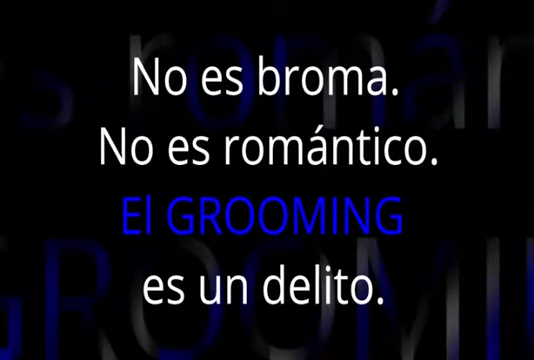 No es broma.
No es romántico.
El GROOMING
es un delito.